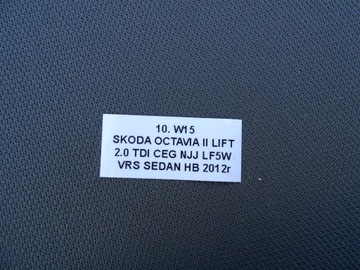 10. W15
SKODA OCTAVIA II LIFT
2.0 TDI CEG NJJ LF5W
VRS SEDAN HB 2012r